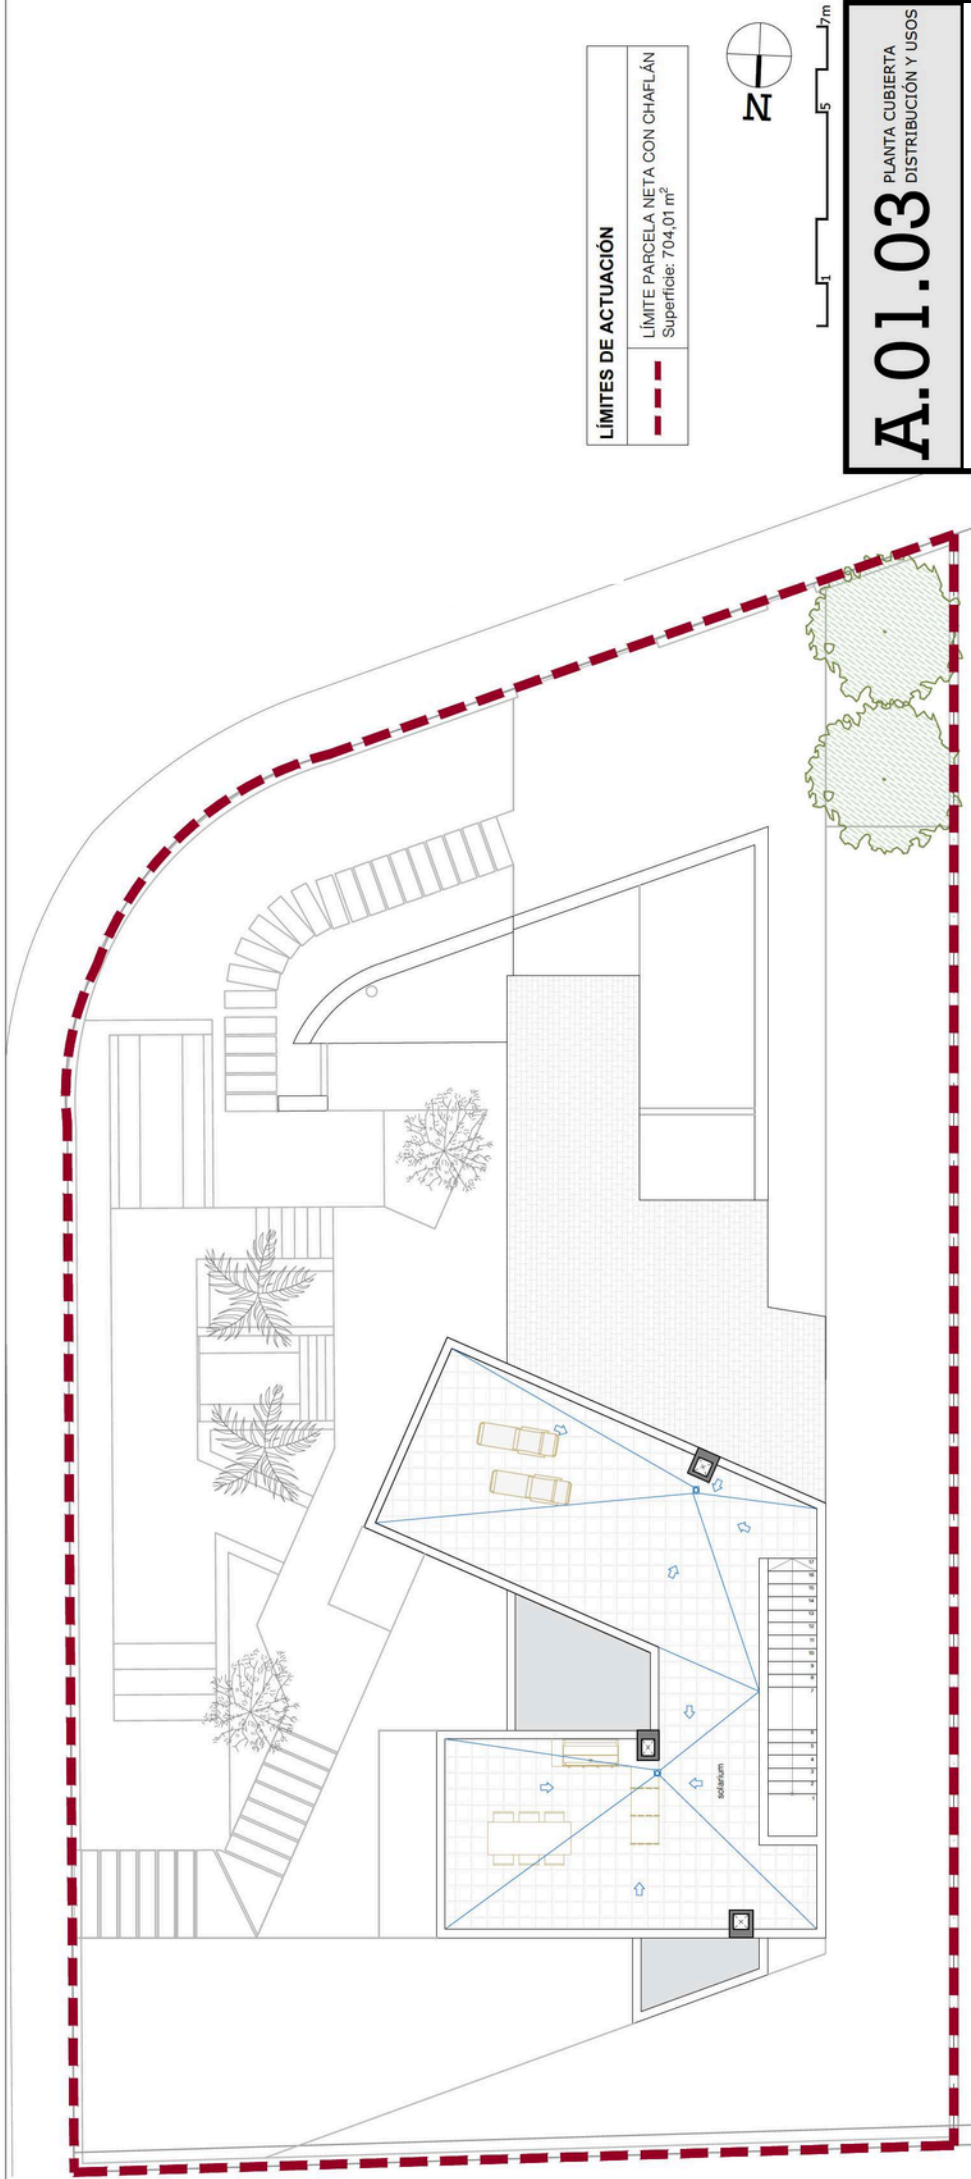 LÍMITES DE ACTUACIÓN
LÍMITE PARCELA NETA CON CHAFLÁN
Superficie: 704,01 m²
N
1
5
7m
A.01.03
PLANTA CUBIERTA
DISTRIBUCIÓN Y USOS
solarium